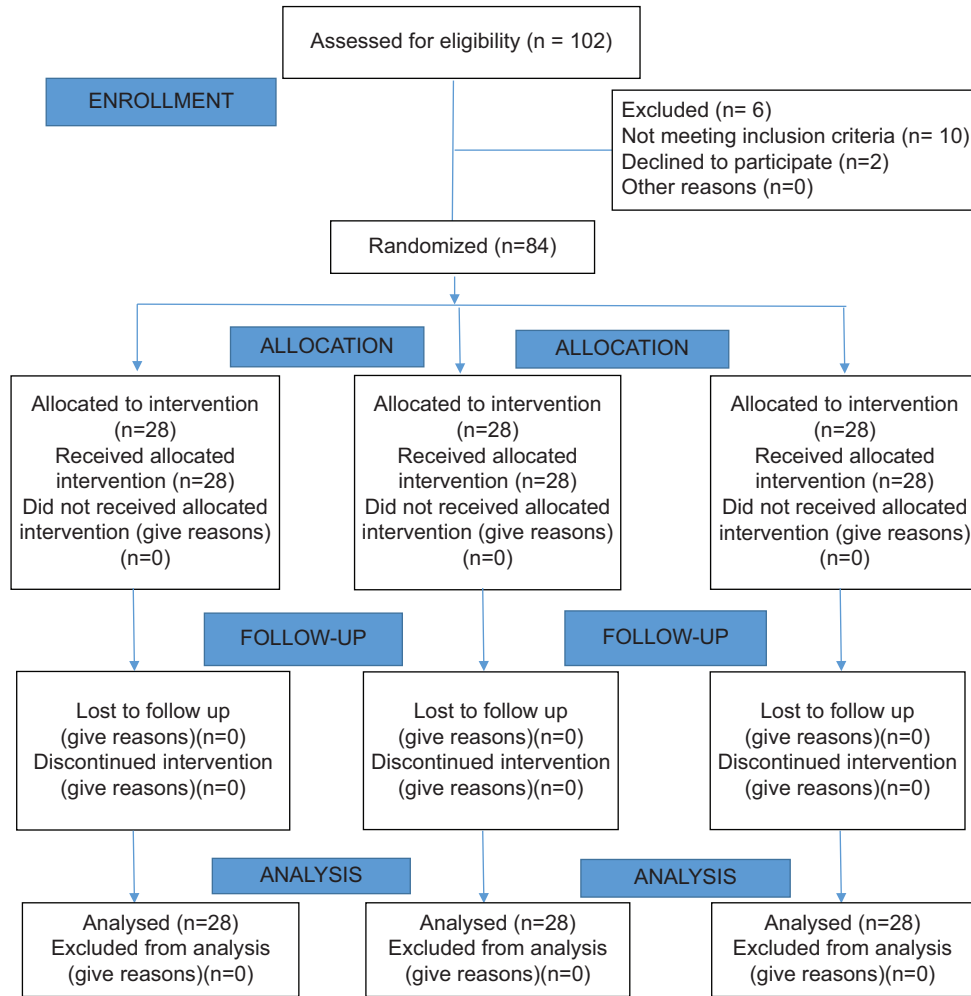 Assessed for eligibility (n = 102)
ENROLLMENT
Excluded (n= 6)
Not meeting inclusion criteria (n= 10)
Declined to participate (n=2)
Other reasons (n=0)
Randomized (n=84)
ALLOCATION
ALLOCATION
Allocated to intervention
(n=28)
Received allocated
intervention (n=28)
Did not received allocated
intervention (give reasons)
(n=0)
Allocated to intervention
(n=28)
Received allocated
intervention (n=28)
Did not received allocated
intervention (give reasons)
(n=0)
Allocated to intervention
(n=28)
Received allocated
intervention (n=28)
Did not received allocated
intervention (give reasons)
(n=0)
FOLLOW-UP
FOLLOW-UP
Lost to follow up
(give reasons)(n=0)
Discontinued intervention
(give reasons)(n=0)
Lost to follow up
(give reasons)(n=0)
Discontinued intervention
(give reasons)(n=0)
Lost to follow up
(give reasons)(n=0)
Discontinued intervention
(give reasons)(n=0)
ANALYSIS
ANALYSIS
Analysed (n=28)
Excluded from analysis
(give reasons)(n=0)
Analysed (n=28)
Excluded from analysis
(give reasons)(n=0)
Analysed (n=28)
Excluded from analysis
(give reasons)(n=0)